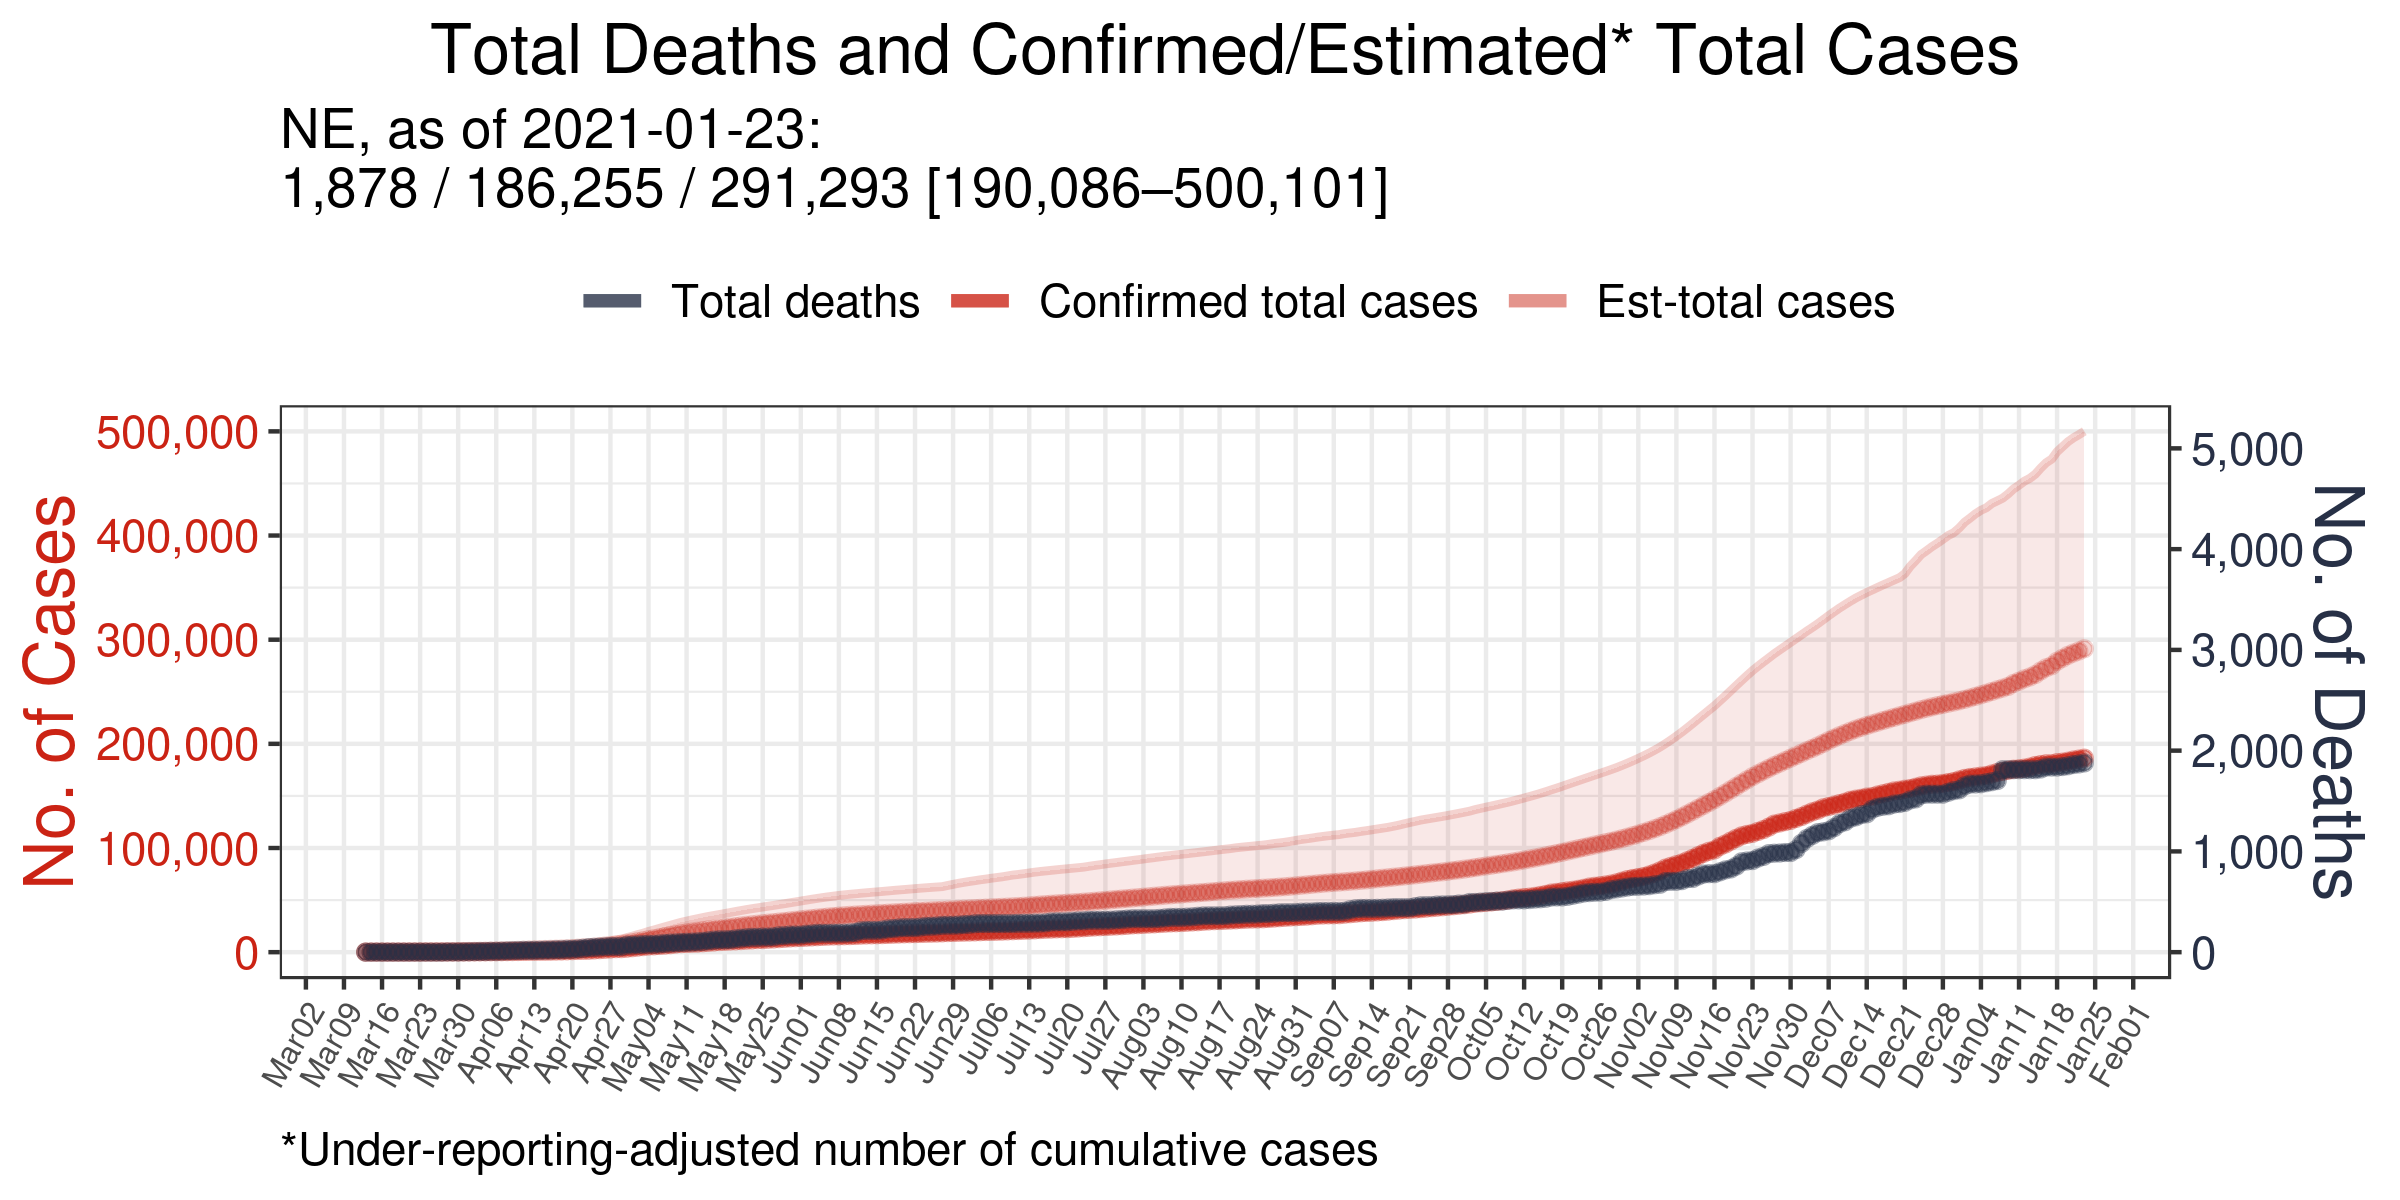 Total Deaths and Confirmed/Estimated* Total Cases
NE, as of 2021-01-23:
1,878 / 186,255 / 291,293 [190,086–500,101]
Total deaths
Confirmed total cases
Est-total cases
No. of Cases
500,000
400,000
300,000
200,000
100,000
0
5,000
4,000
3,000
2,000
1,000
0
No. of Deaths
Mar02
Mar09
Mar16
Mar23
Mar30
Apr06
Apr13
Apr20
Apr27
May04
May11
May18
May25
Jun01
Jun08
Jun15
Jun22
Jun29
Jul06
Jul13
Jul20
Jul27
Aug03
Aug10
Aug17
Aug24
Aug31
Sep07
Sep14
Sep21
Sep28
Oct05
Oct12
Oct19
Oct26
Nov02
Nov09
Nov16
Nov23
Nov30
Dec07
Dec14
Dec21
Dec28
Jan04
Jan11
Jan18
Jan25
Feb01
*Under-reporting-adjusted number of cumulative cases